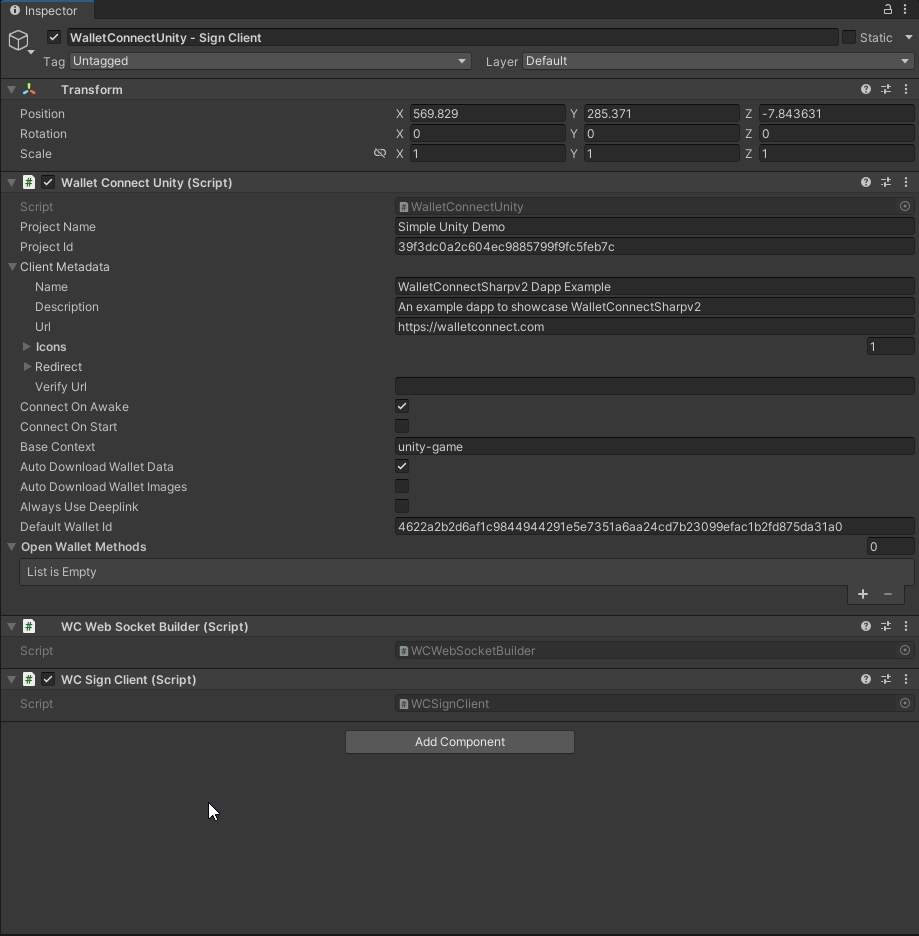 Inspector
WalletConnectUnity - Sign Client Static
Tag Untagged Layer Default
Transform
Position X 569.829 Y 285.371 Z -7.843631
Rotation X 0 Y 0 Z 0
Scale X 1 Y 1 Z 1
# Wallet Connect Unity (Script)
Script # WalletConnectUnity
Project Name Simple Unity Demo
Project Id 39f3dc0a2c604ec9885799f9fc5feb7c
Client Metadata
Name WalletConnectSharpv2 Dapp Example
Description An example dapp to showcase WalletConnectSharpv2
Url https://walletconnect.com
Icons 1
Redirect
Verify Url
Connect On Awake
Connect On Start
Base Context unity-game
Auto Download Wallet Data
Auto Download Wallet Images
Always Use Deeplink
Default Wallet Id 4622a2b2d6af1c9844944291e5e7351a6aa24cd7b23099efac1b2fd875da31a0
Open Wallet Methods 0
List is Empty
+ −
# WC Web Socket Builder (Script)
Script # WCWebSocketBuilder
# WC Sign Client (Script)
Script # WCSignClient
Add Component